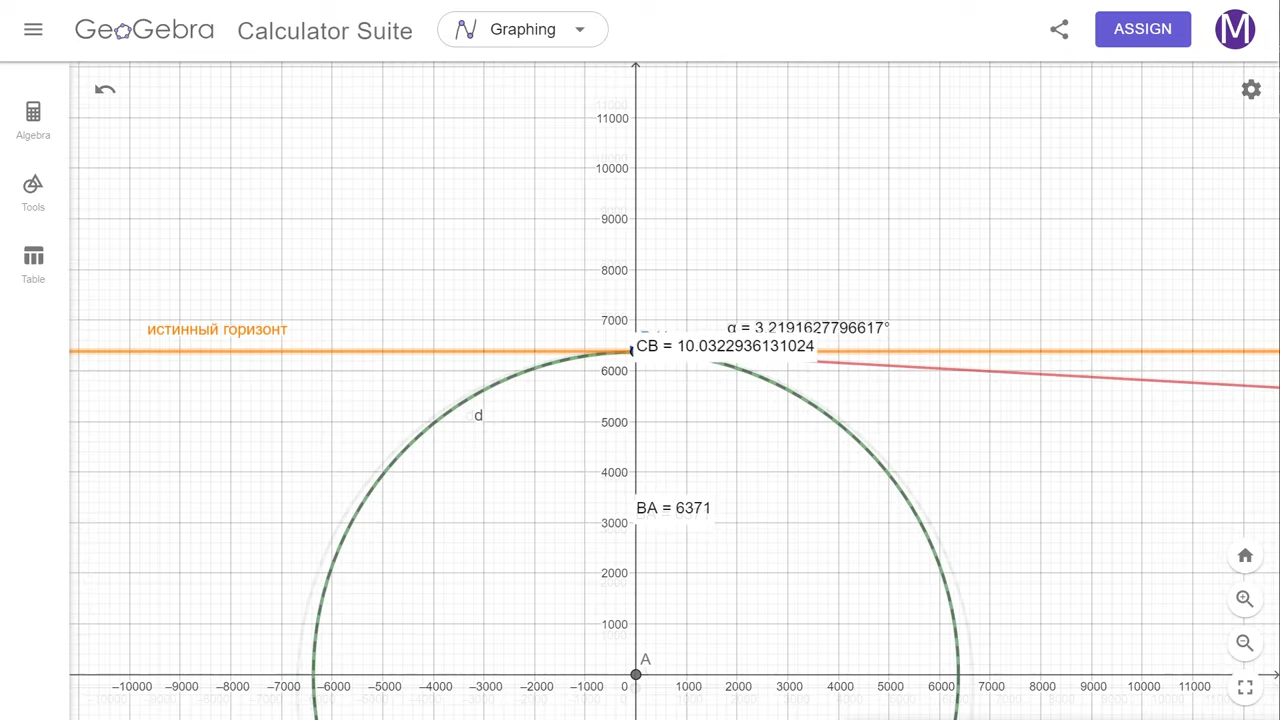 GeoGebra Calculator Suite Graphing ASSIGN M
Algebra
Tools
Table
11000
10000
9000
8000
7000
6000
5000
4000
3000
2000
1000
истинный горизонт
α = 3.2191627796617°
CB = 10.0322936131024
d
BA = 6371
A
−10000 −9000 −8000 −7000 −6000 −5000 −4000 −3000 −2000 −1000 0 1000 2000 3000 4000 5000 6000 7000 8000 9000 10000 11000